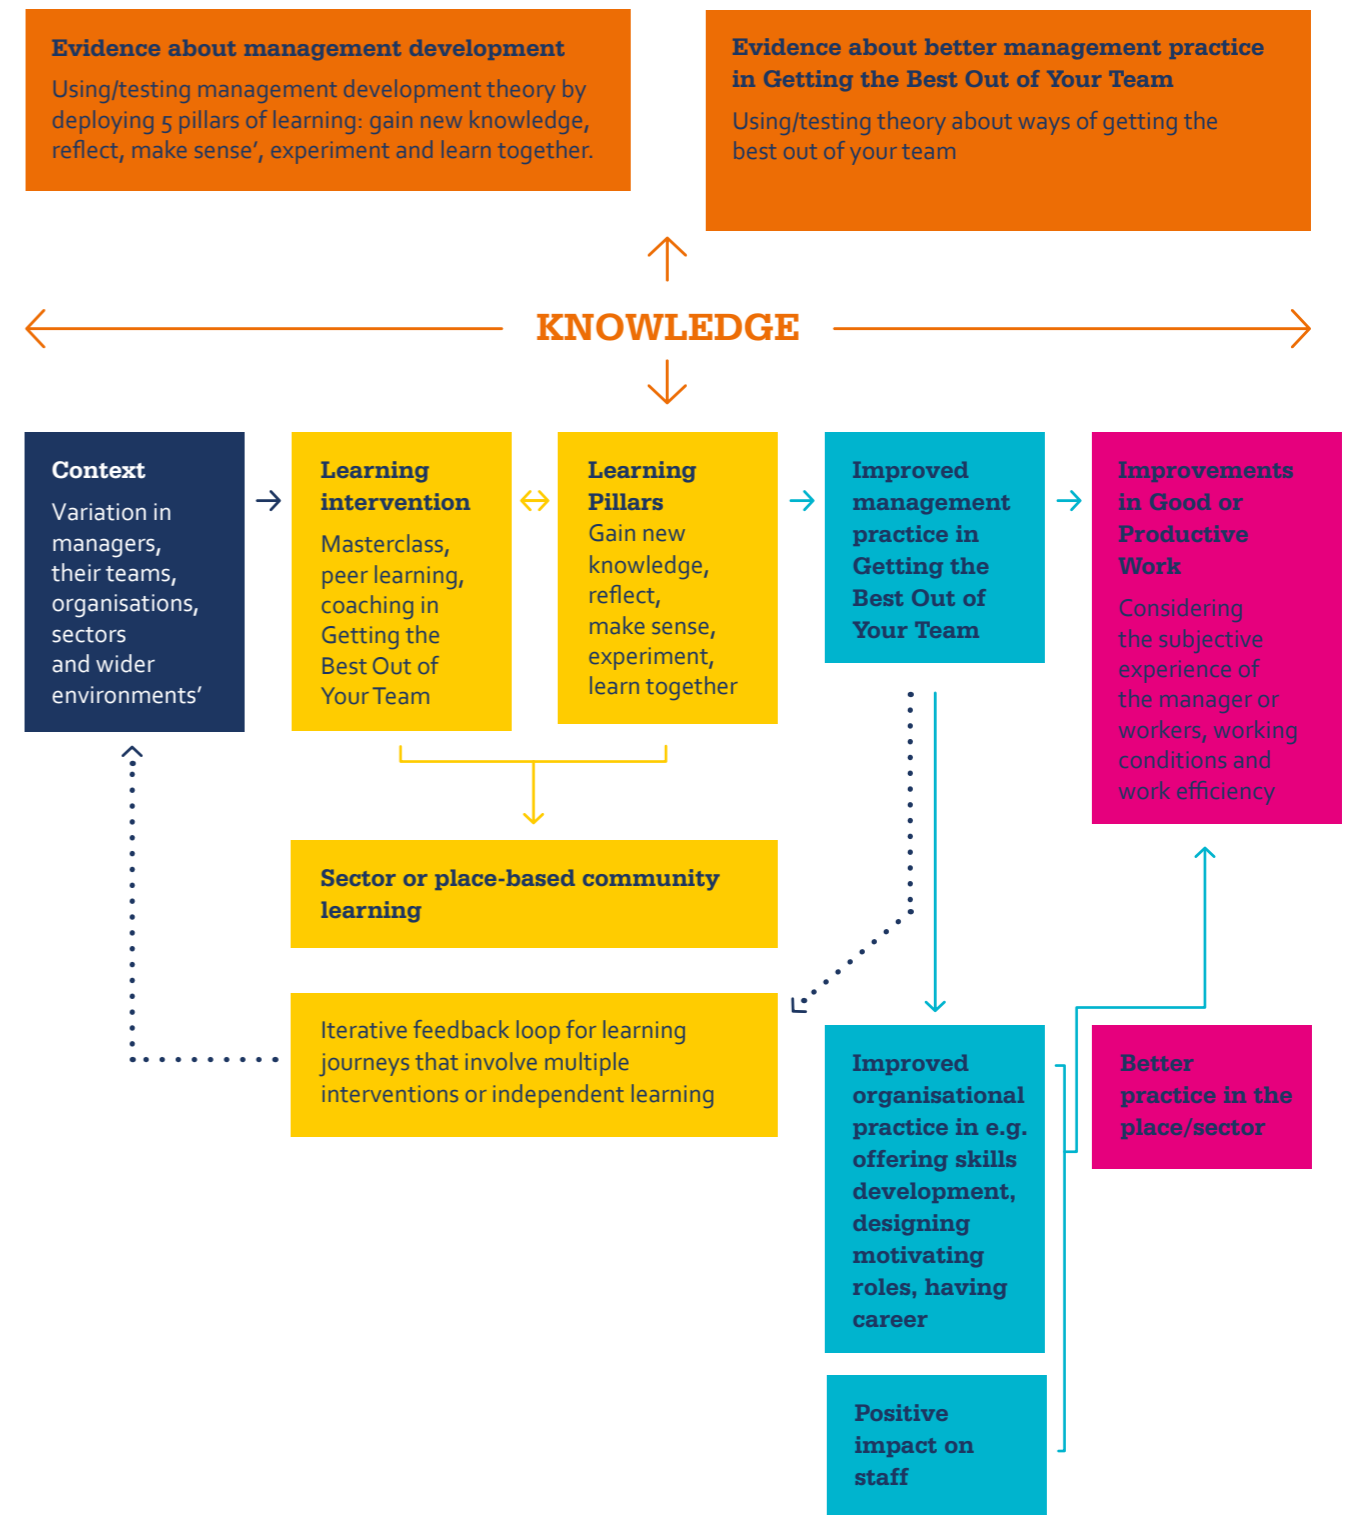 Evidence about management development
Using/testing management development theory by
deploying 5 pillars of learning: gain new knowledge,
reflect, make sense’, experiment and learn together.
Evidence about better management practice
in Getting the Best Out of Your Team
Using/testing theory about ways of getting the
best out of your team
KNOWLEDGE
Context
Variation in
managers,
their teams,
organisations,
sectors
and wider
environments’
Learning
intervention
Masterclass,
peer learning,
coaching in
Getting the
Best Out of
Your Team
Learning
Pillars
Gain new
knowledge,
reflect,
make sense,
experiment,
learn together
Improved
management
practice in
Getting the
Best Out of
Your Team
Improvements
in Good or
Productive
Work
Considering
the subjective
experience of
the manager or
workers, working
conditions and
work efficiency
Sector or place-based community
learning
Iterative feedback loop for learning
journeys that involve multiple
interventions or independent learning
Improved
organisational
practice in e.g.
offering skills
development,
designing
motivating
roles, having
career
Better
practice in the
place/sector
Positive
impact on
staff